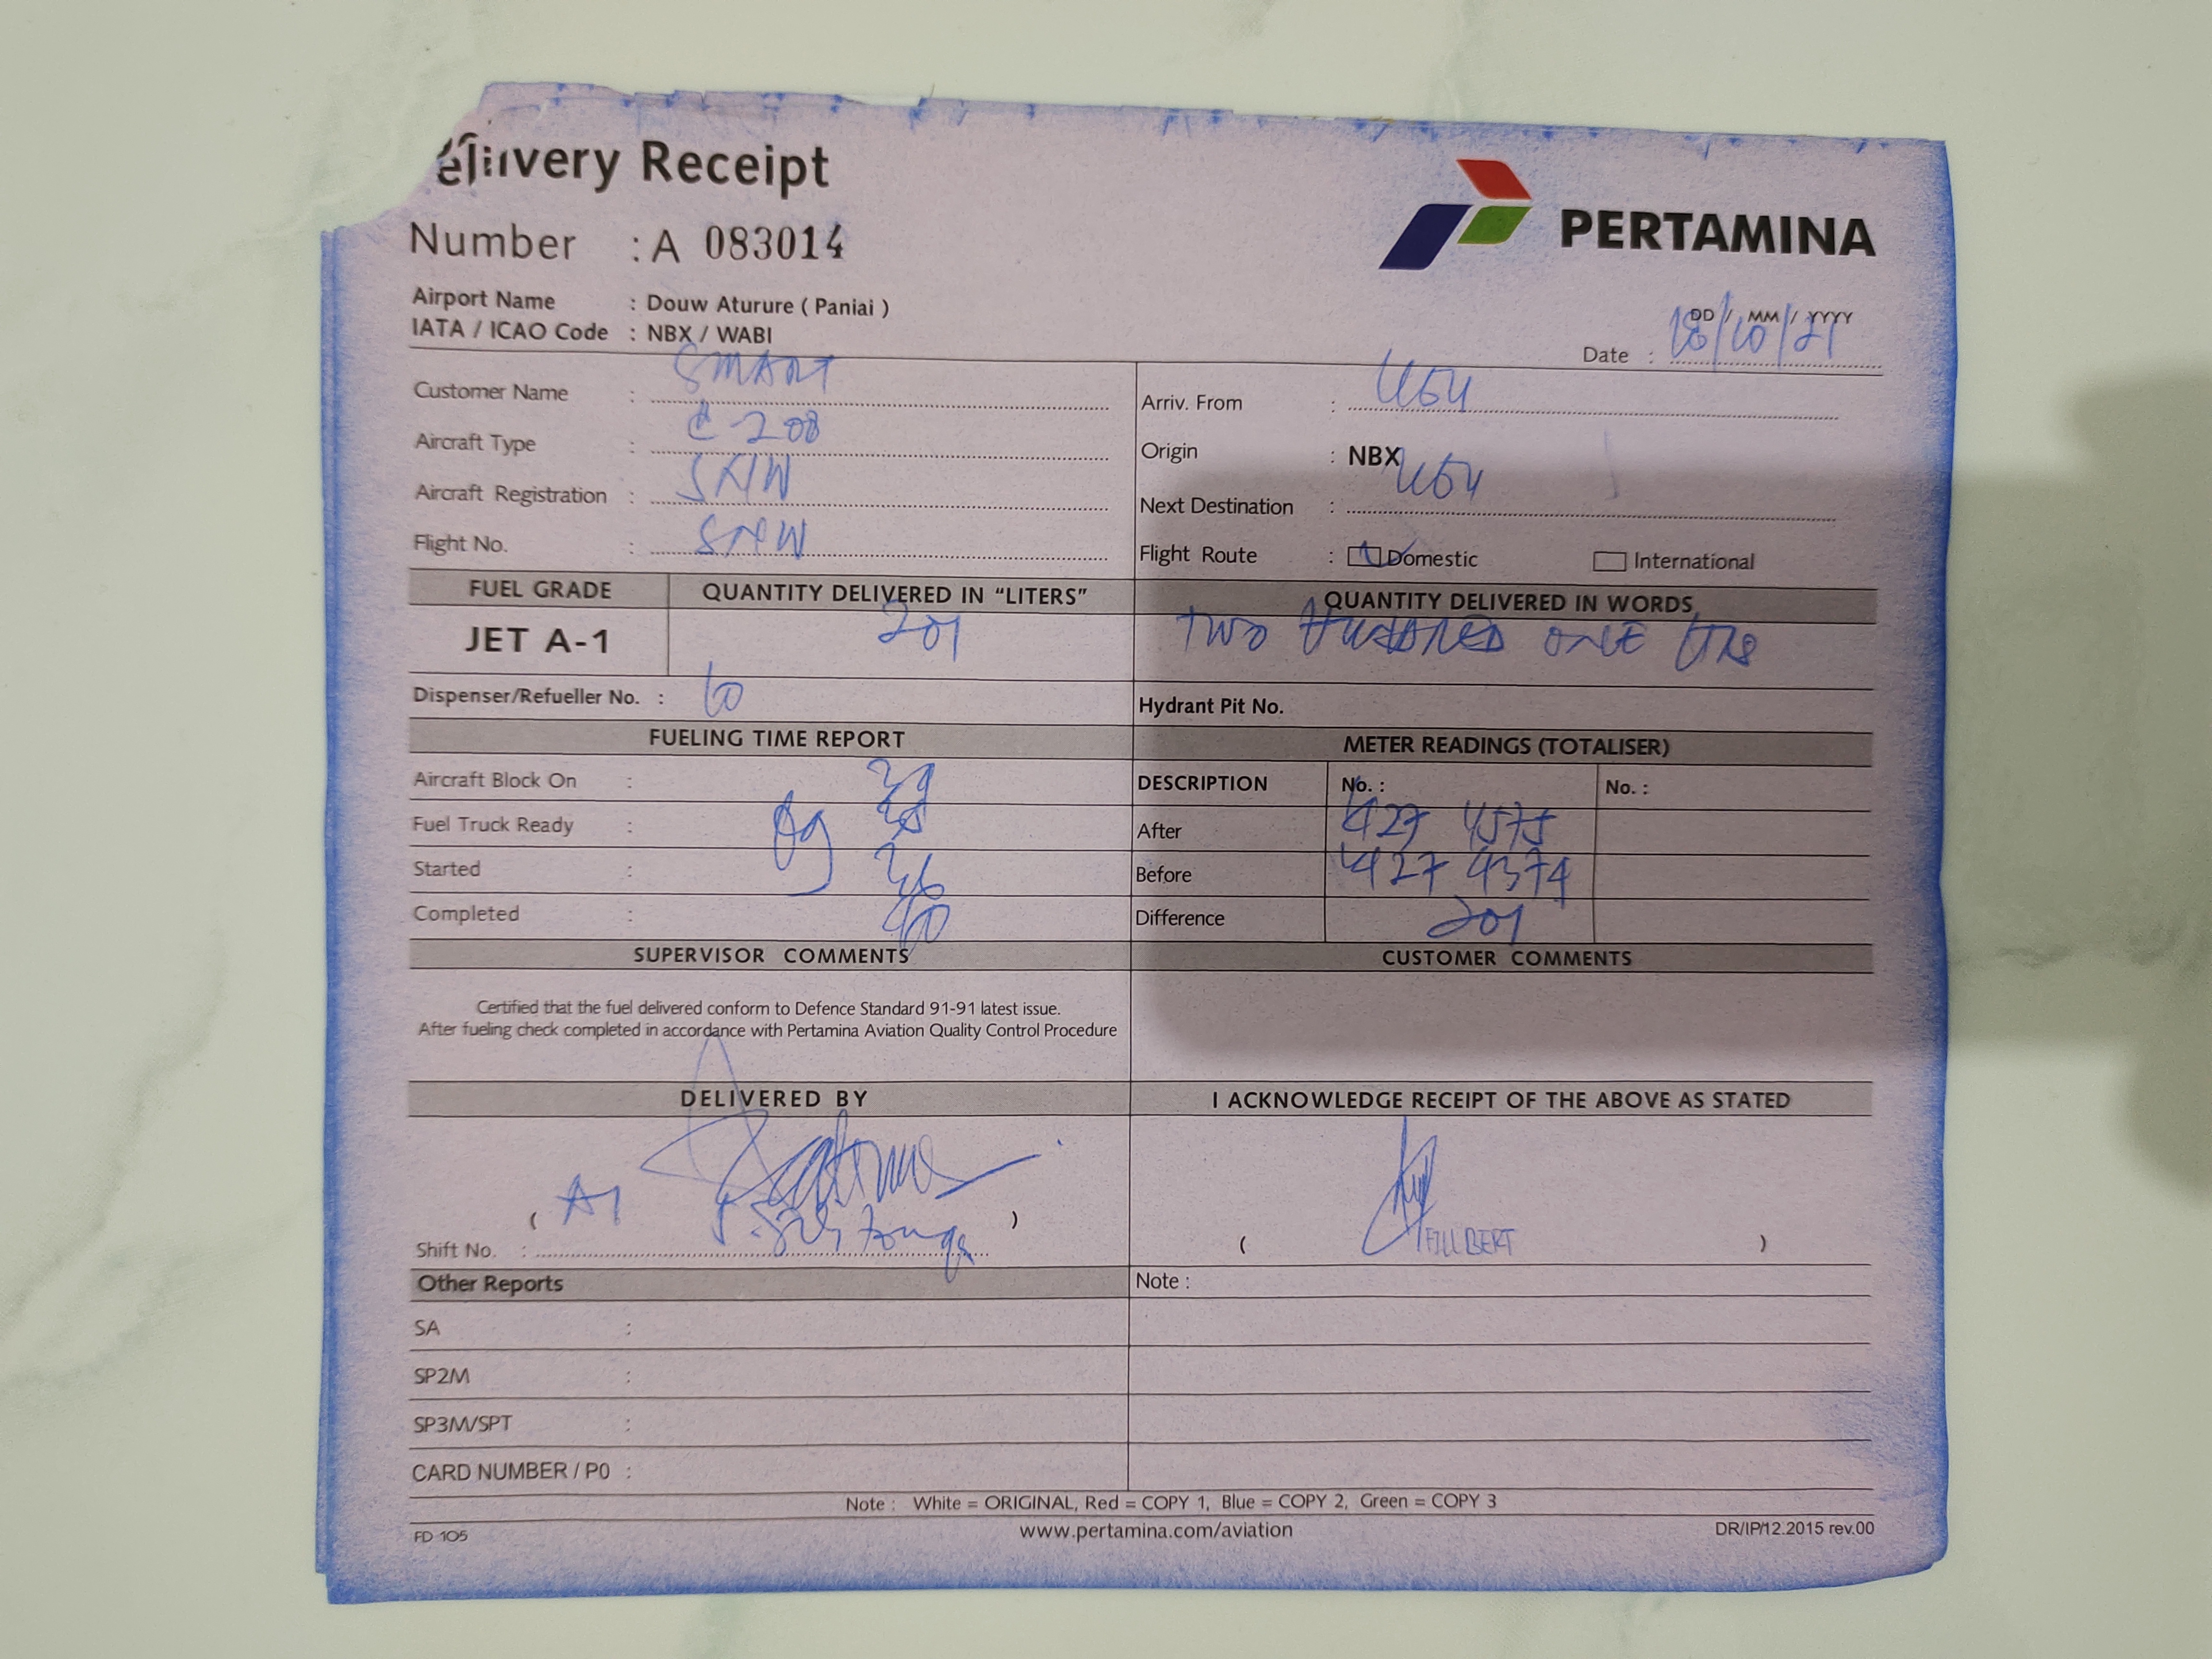 Delivery Receipt
PERTAMINA
Number : A 083014
Airport Name : Douw Aturure ( Paniai )
IATA / ICAO Code : NBX / WABI
DD / MM / YYYY
Date : 18/10/21
Customer Name : SMART
Arriv. From :
Aircraft Type : C-208
Origin : NBX
Aircraft Registration : SNW
Next Destination :
Flight No. : SNW
Flight Route : Domestic International
FUEL GRADE QUANTITY DELIVERED IN “LITERS” QUANTITY DELIVERED IN WORDS
JET A-1 201 TWO HUNDRED ONE LTRS
Dispenser/Refueller No. :
Hydrant Pit No.
FUELING TIME REPORT METER READINGS (TOTALISER)
Aircraft Block On :
DESCRIPTION No. : No. :
Fuel Truck Ready : 09
After 427 4575
Started : 36
Before 427 4374
Completed : 40
Difference 201
SUPERVISOR COMMENTS CUSTOMER COMMENTS
Certified that the fuel delivered conform to Defence Standard 91-91 latest issue.
After fueling check completed in accordance with Pertamina Aviation Quality Control Procedure
DELIVERED BY I ACKNOWLEDGE RECEIPT OF THE ABOVE AS STATED
( )
Shift No. :
( FILLBERT )
Other Reports Note :
SA :
SP2M :
SP3M/SPT :
CARD NUMBER / P0 :
Note : White = ORIGINAL, Red = COPY 1, Blue = COPY 2, Green = COPY 3
FD 105 www.pertamina.com/aviation DR/IP/12.2015 rev.00